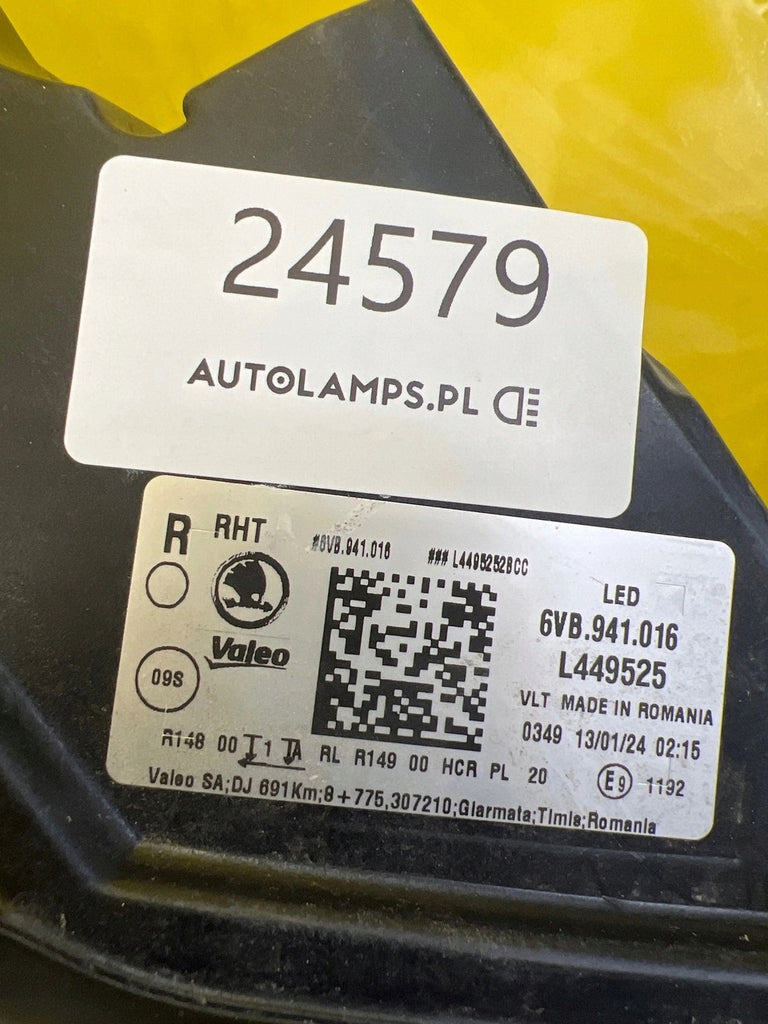 24579
AUTOLAMPS.PL
R RHT
#6VB.941.016 ### L4495252BCC
LED
6VB.941.016
Valeo
L449525
09S
VLT MADE IN ROMANIA
0349 13/01/24 02:15
R148 00 I 1 IA RL R149 00 HCR PL 20 E9 1192
Valeo SA;DJ 691Km;8+775,307210;Giarmata;Timis;Romania